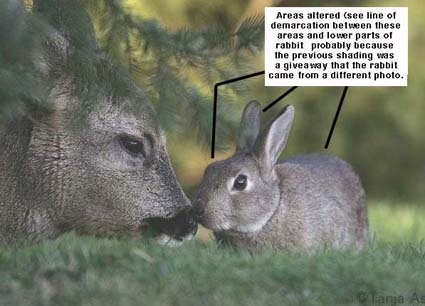 Areas altered (see line of
demarcation between these
areas and lower parts of
rabbit probably because
the previous shading was
a giveaway that the rabbit
came from a different photo.
©Tanja As